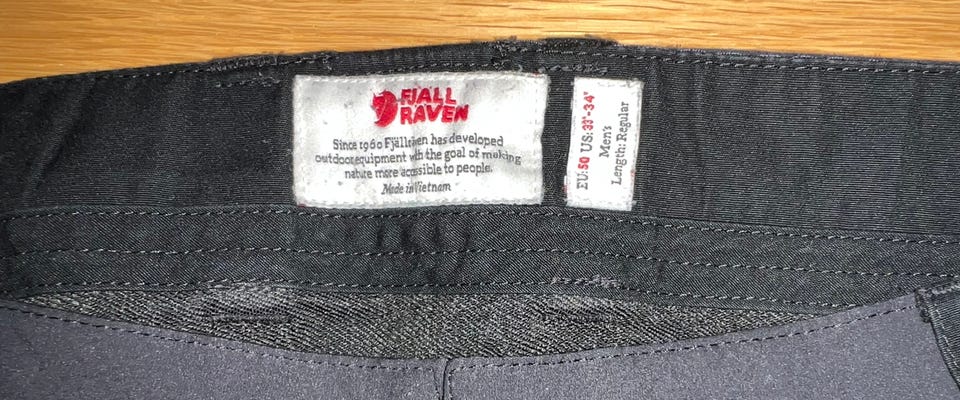 FJALL
RAVEN
Since 1960 Fjällräven has developed
outdoor equipment with the goal of making
nature more accessible to people.
Made in Vietnam
EU:50 US:33"-34"
Men's
Length: Regular